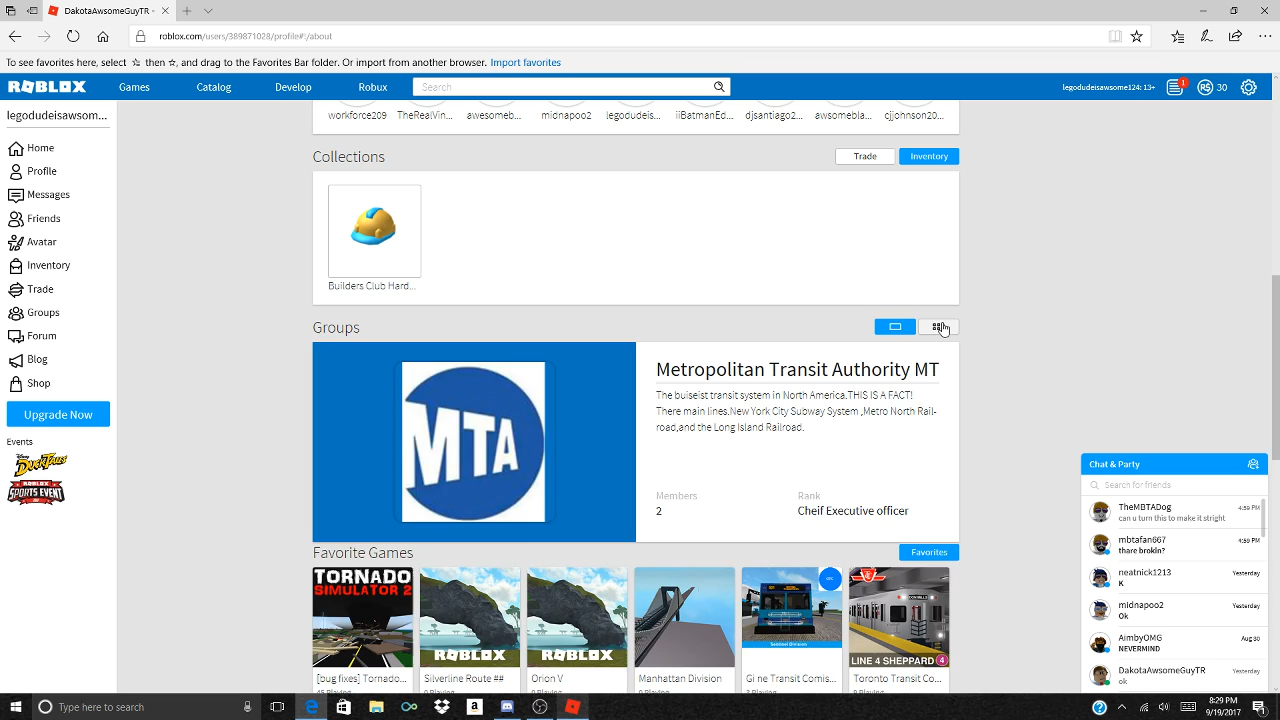 DakotaAwsomeGuyTR -
roblox.com/users/389871028/profile#!/about
To see favorites here, select ☆ then ☆, and drag to the Favorites Bar folder. Or import from another browser. Import favorites
ROBLOX Games Catalog Develop Robux Search legodudeisawsome124: 13+ 1 R$ 30
legodudeisawsom...
Home
Profile
Messages
Friends
Avatar
Inventory
Trade
Groups
Forum
Blog
Shop
Upgrade Now
Events
Disney DUCKTALES
ROBLOX SPORTS EVENT
workforce209 TheRealVin... awesomeb... midnapoo2 legodudeis... iiBatmanEd... djsantiago2... awsomebla... cjjohnson20...
Collections Trade Inventory
Builders Club Hard...
Groups
MTA
Metropolitan Transit Authority MT
The buiseist transit system in North America.THIS IS A FACT!
There main lines.New York City Subway System ,Metro North Rail-
road,and the Long Island Railroad.
Members Rank
2 Cheif Executive officer
Favorite Games Favorites
TORNADO
SIMULATOR 2
ROBLOX
ROBLOX
Sentinel Division
LINE 4 SHEPPARD 4
[bug fixes] Tornado... Silverline Route ## Orion V Manhattan Division Gi ne Transit Comis... Toronto Transit Co...
Chat & Party
Search for friends
TheMBTADog 4:59 PM
can u turn this to make it stright
mbtafan667 4:59 PM
thare brokin?
neatnick1213 Yesterday
K
midnapoo2 Yesterday
Ok
AimbyOMG Aug 30
NEVERMIND
DakotaAwsomeGuyTR Yesterday
ok
Type here to search
8:29 PM
9/19/2017